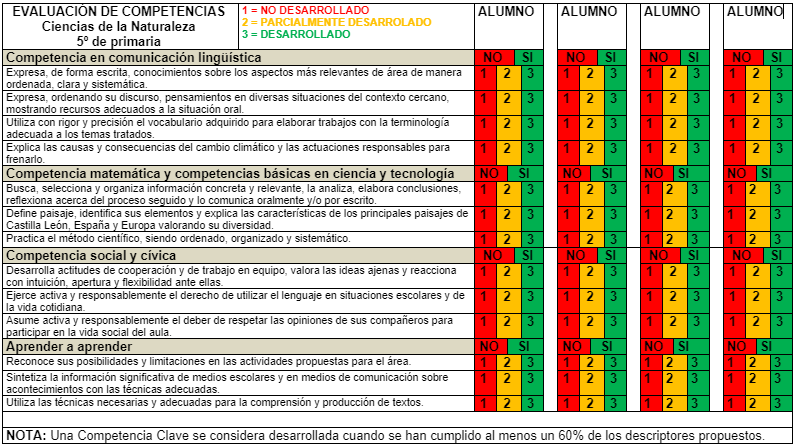 EVALUACIÓN DE COMPETENCIAS
Ciencias de la Naturaleza
5º de primaria
1 = NO DESARROLLADO
2 = PARCIALMENTE DESARROLADO
3 = DESARROLLADO
ALUMNO ALUMNO ALUMNO ALUMNO
Competencia en comunicación lingüística NO SI NO SI NO SI NO SI
Expresa, de forma escrita, conocimientos sobre los aspectos más relevantes de área de manera
ordenada, clara y sistemática.
1 2 3 1 2 3 1 2 3 1 2 3
Expresa, ordenando su discurso, pensamientos en diversas situaciones del contexto cercano,
mostrando recursos adecuados a la situación oral.
1 2 3 1 2 3 1 2 3 1 2 3
Utiliza con rigor y precisión el vocabulario adquirido para elaborar trabajos con la terminología
adecuada a los temas tratados.
1 2 3 1 2 3 1 2 3 1 2 3
Explica las causas y consecuencias del cambio climático y las actuaciones responsables para
frenarlo.
1 2 3 1 2 3 1 2 3 1 2 3
Competencia matemática y competencias básicas en ciencia y tecnología NO SI NO SI NO SI NO SI
Busca, selecciona y organiza información concreta y relevante, la analiza, elabora conclusiones,
reflexiona acerca del proceso seguido y lo comunica oralmente y/o por escrito.
1 2 3 1 2 3 1 2 3 1 2 3
Define paisaje, identifica sus elementos y explica las características de los principales paisajes de
Castilla León, España y Europa valorando su diversidad.
1 2 3 1 2 3 1 2 3 1 2 3
Practica el método científico, siendo ordenado, organizado y sistemático. 1 2 3 1 2 3 1 2 3 1 2 3
Competencia social y cívica NO SI NO SI NO SI NO SI
Desarrolla actitudes de cooperación y de trabajo en equipo, valora las ideas ajenas y reacciona
con intuición, apertura y flexibilidad ante ellas.
1 2 3 1 2 3 1 2 3 1 2 3
Ejerce activa y responsablemente el derecho de utilizar el lenguaje en situaciones escolares y de
la vida cotidiana.
1 2 3 1 2 3 1 2 3 1 2 3
Asume activa y responsablemente el deber de respetar las opiniones de sus compañeros para
participar en la vida social del aula.
1 2 3 1 2 3 1 2 3 1 2 3
Aprender a aprender NO SI NO SI NO SI NO SI
Reconoce sus posibilidades y limitaciones en las actividades propuestas para el área. 1 2 3 1 2 3 1 2 3 1 2 3
Sintetiza la información significativa de medios escolares y en medios de comunicación sobre
acontecimientos con las técnicas adecuadas.
1 2 3 1 2 3 1 2 3 1 2 3
Utiliza las técnicas necesarias y adecuadas para la comprensión y producción de textos. 1 2 3 1 2 3 1 2 3 1 2 3
NOTA: Una Competencia Clave se considera desarrollada cuando se han cumplido al menos un 60% de los descriptores propuestos.